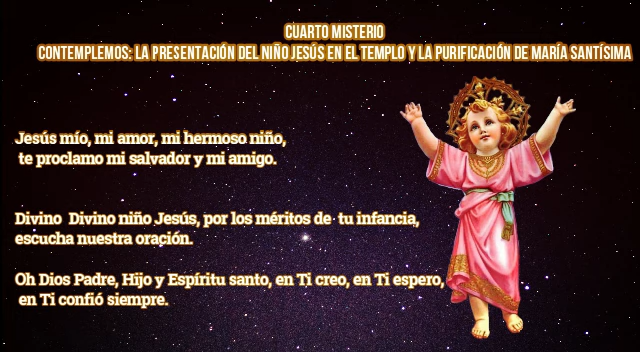 CUARTO MISTERIO
CONTEMPLEMOS: LA PRESENTACIÓN DEL NIÑO JESÚS EN EL TEMPLO Y LA PURIFICACIÓN DE MARÍA SANTÍSIMA
Jesús mío, mi amor, mi hermoso niño,
te proclamo mi salvador y mi amigo.
Divino Divino niño Jesús, por los méritos de tu infancia,
escucha nuestra oración.
Oh Dios Padre, Hijo y Espíritu santo, en Ti creo, en Ti espero,
en Ti confió siempre.